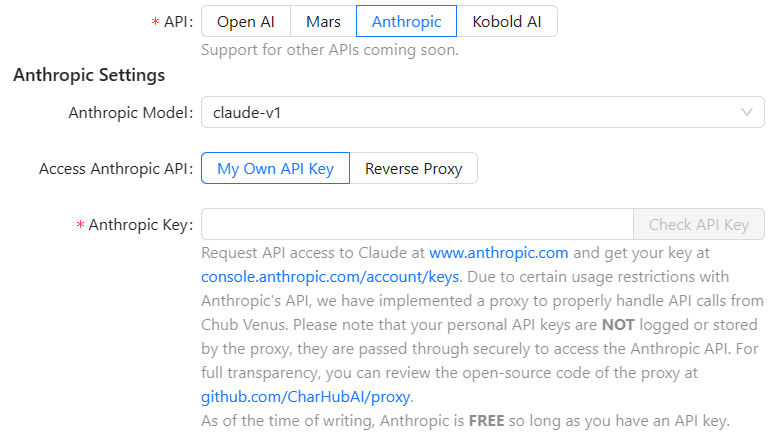 * API: Open AI Mars Anthropic Kobold AI
Support for other APIs coming soon.
Anthropic Settings
Anthropic Model: claude-v1
Access Anthropic API: My Own API Key Reverse Proxy
* Anthropic Key: Check API Key
Request API access to Claude at www.anthropic.com and get your key at
console.anthropic.com/account/keys. Due to certain usage restrictions with
Anthropic's API, we have implemented a proxy to properly handle API calls from
Chub Venus. Please note that your personal API keys are NOT logged or stored
by the proxy, they are passed through securely to access the Anthropic API. For
full transparency, you can review the open-source code of the proxy at
github.com/CharHubAI/proxy.
As of the time of writing, Anthropic is FREE so long as you have an API key.